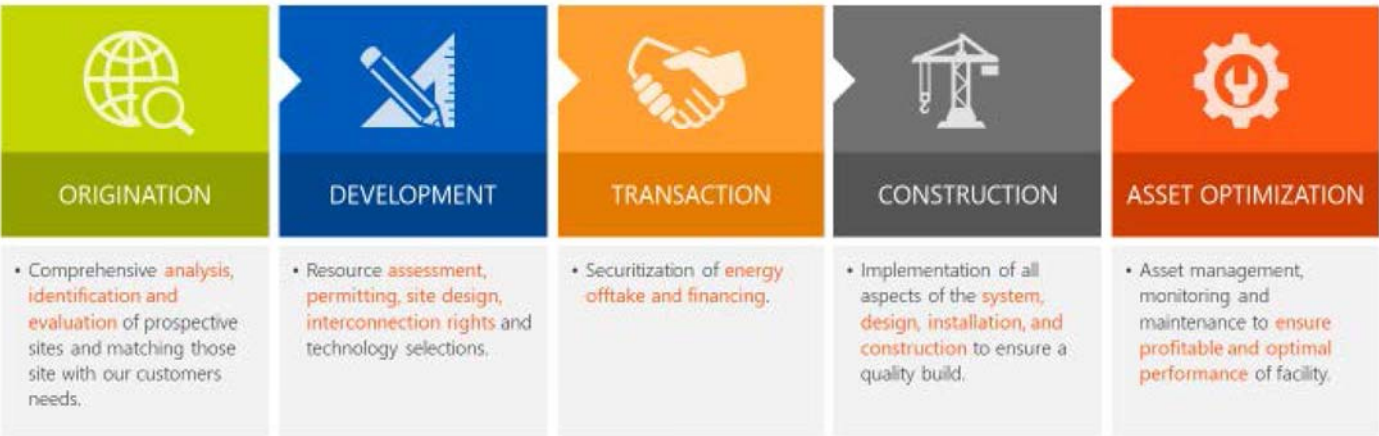 ORIGINATION
• Comprehensive analysis,
identification and
evaluation of prospective
sites and matching those
site with our customers
needs.
DEVELOPMENT
• Resource assessment,
permitting, site design,
interconnection rights and
technology selections.
TRANSACTION
• Securitization of energy
offtake and financing.
CONSTRUCTION
• Implementation of all
aspects of the system,
design, installation, and
construction to ensure a
quality build.
ASSET OPTIMIZATION
• Asset management,
monitoring and
maintenance to ensure
profitable and optimal
performance of facility.